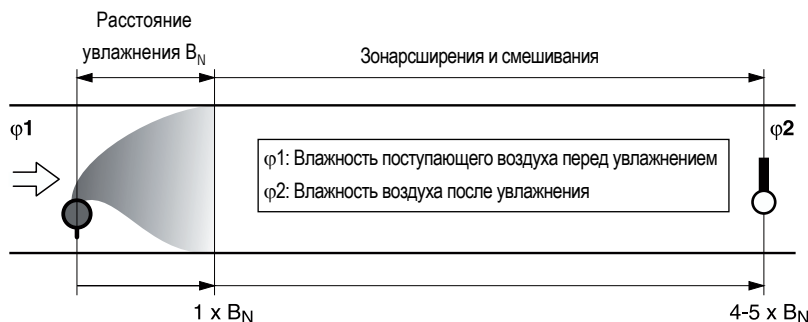 Расстояние
увлажнения B_N
Зонарсширения и смешивания
φ1
φ2
φ1: Влажность поступающего воздуха перед увлажнением
φ2: Влажность воздуха после увлажнения
1 x B_N
4-5 x B_N